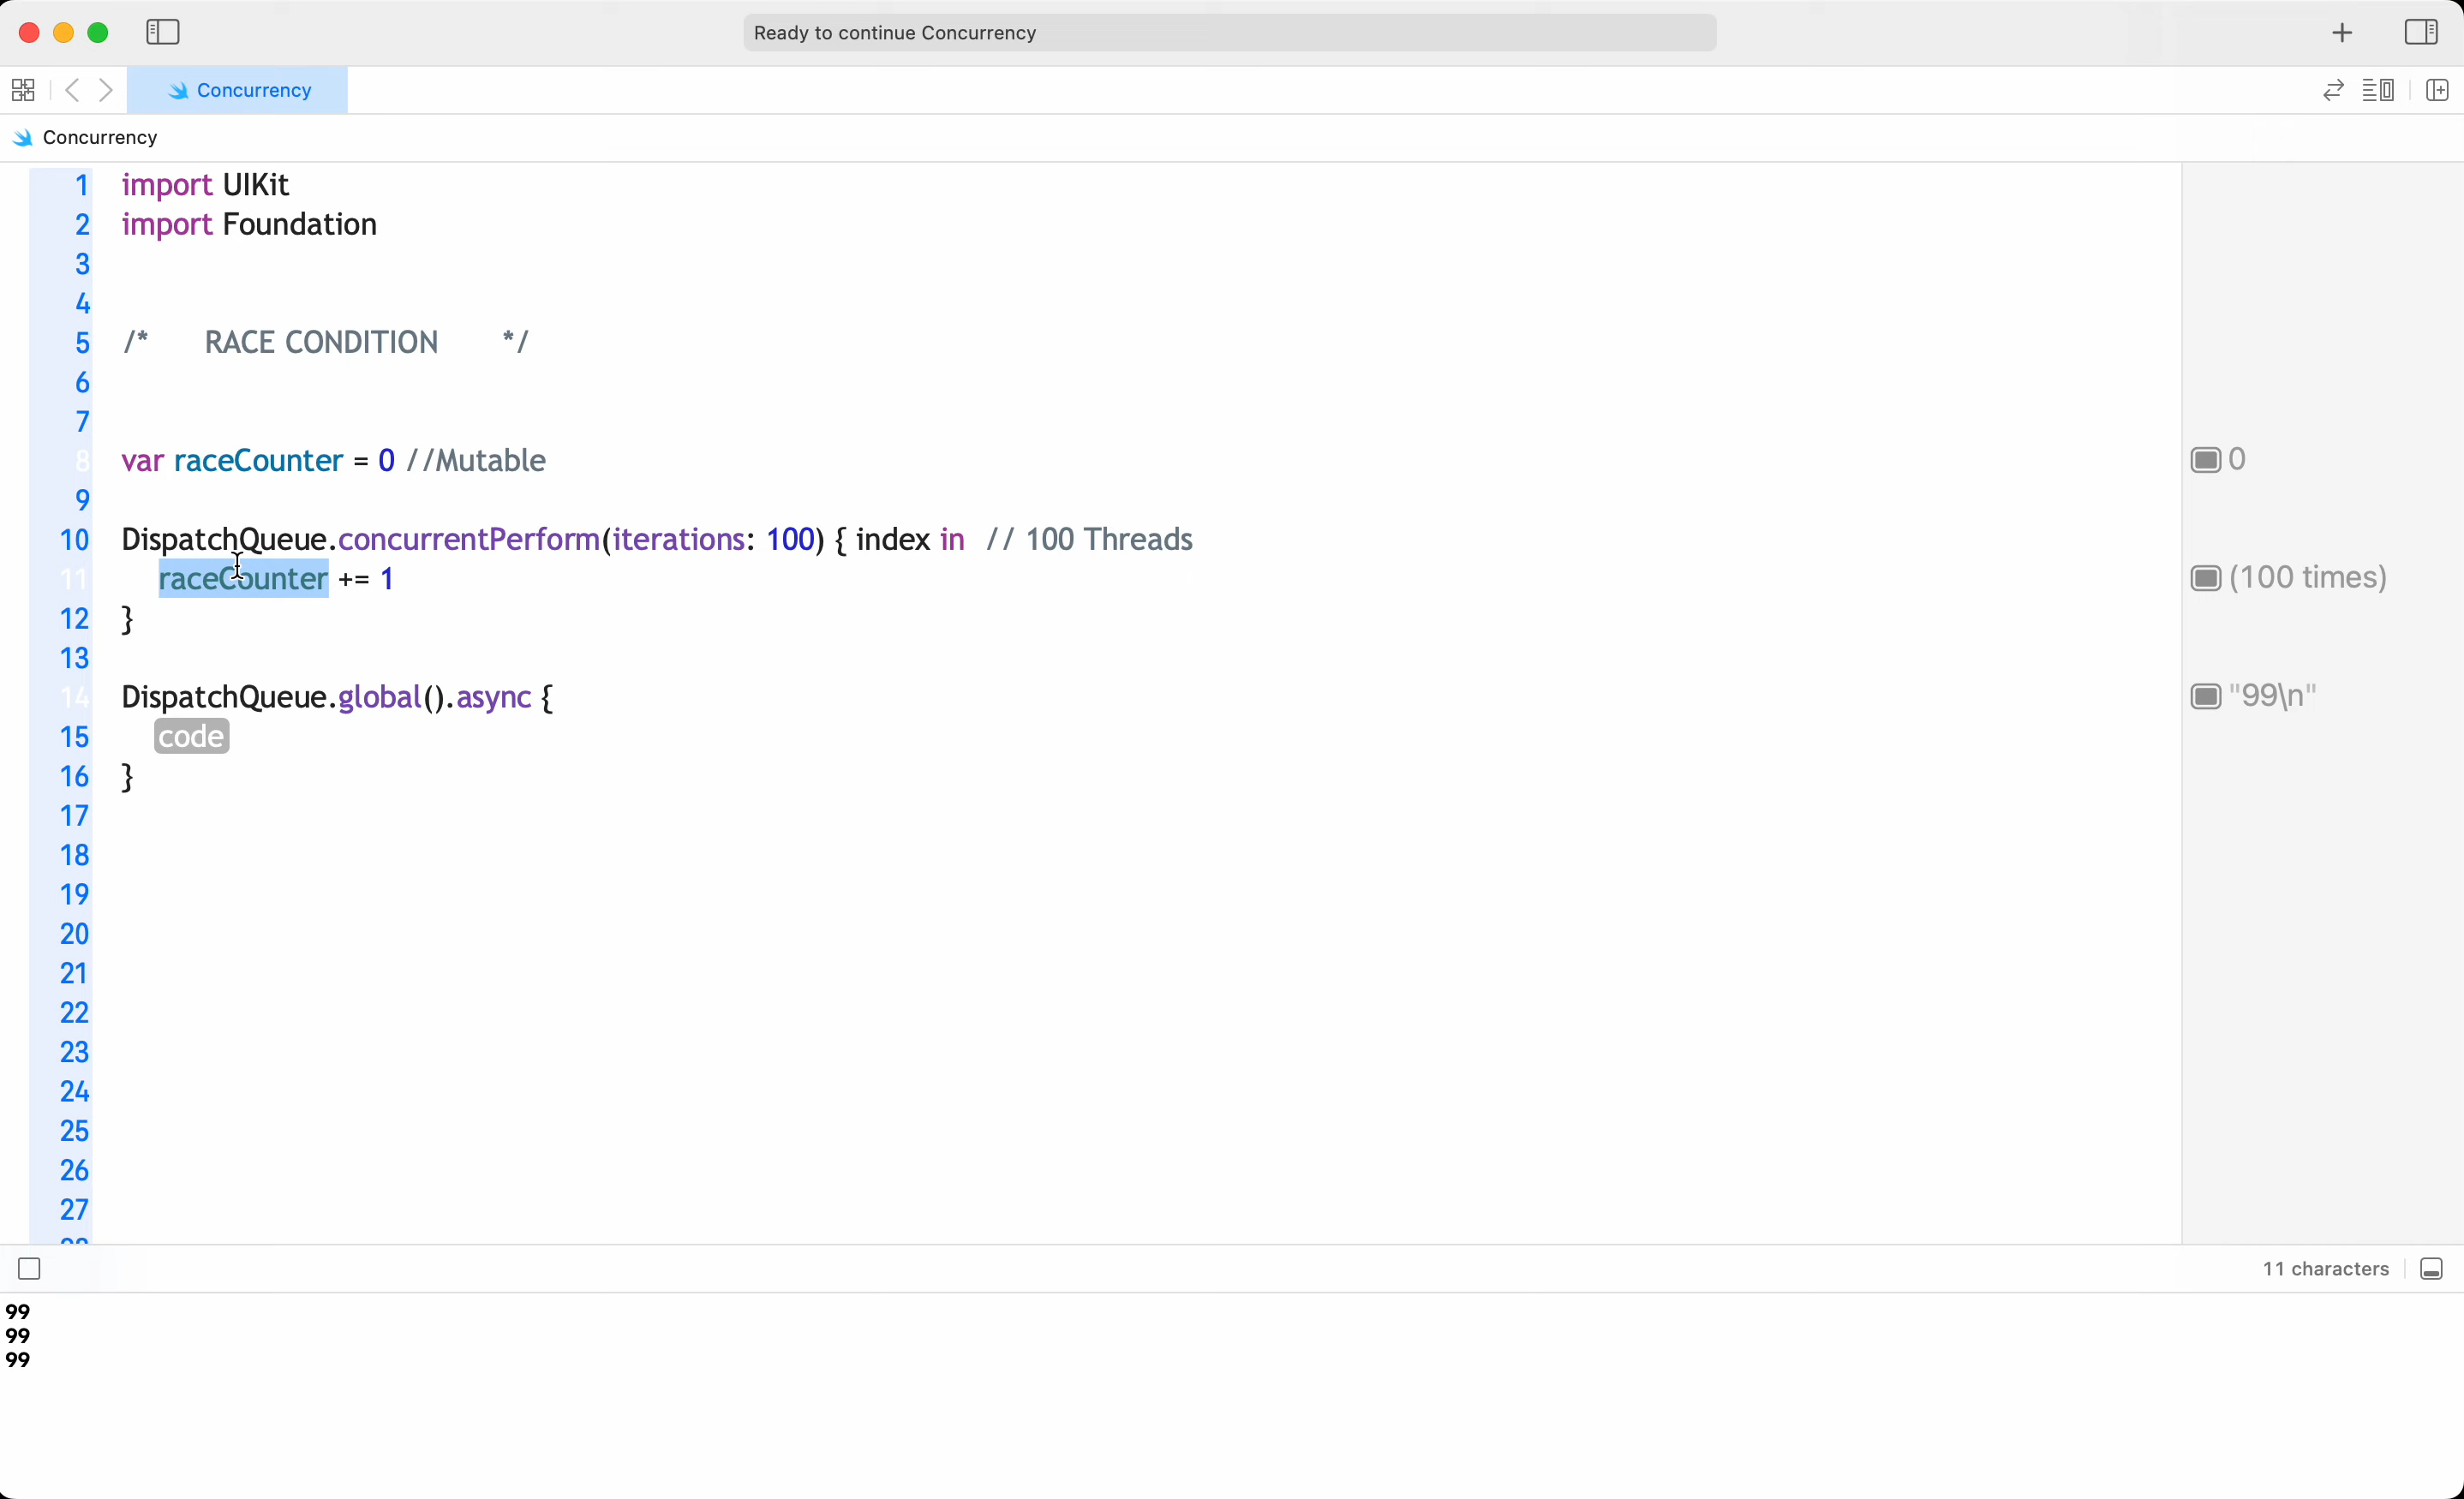 Ready to continue Concurrency
Concurrency
Concurrency
1 import UIKit
2 import Foundation
3
4
5 /* RACE CONDITION */
6
7
8 var raceCounter = 0 //Mutable 0
9
10 DispatchQueue.concurrentPerform(iterations: 100) { index in // 100 Threads
11 raceCounter += 1 (100 times)
12 }
13
14 DispatchQueue.global().async { "99\n"
15 code
16 }
17
18
19
20
21
22
23
24
25
26
27
11 characters
99
99
99